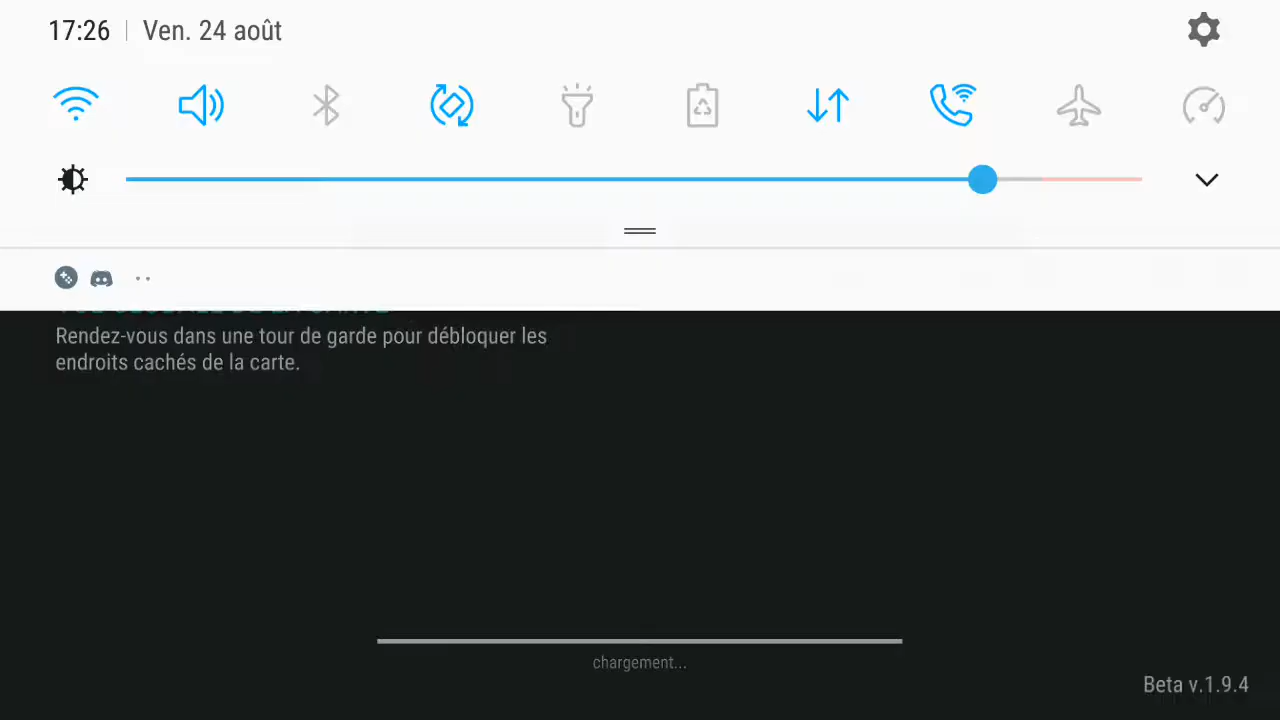 17:26 | Ven. 24 août
Rendez-vous dans une tour de garde pour débloquer les
endroits cachés de la carte.
chargement...
Beta v.1.9.4